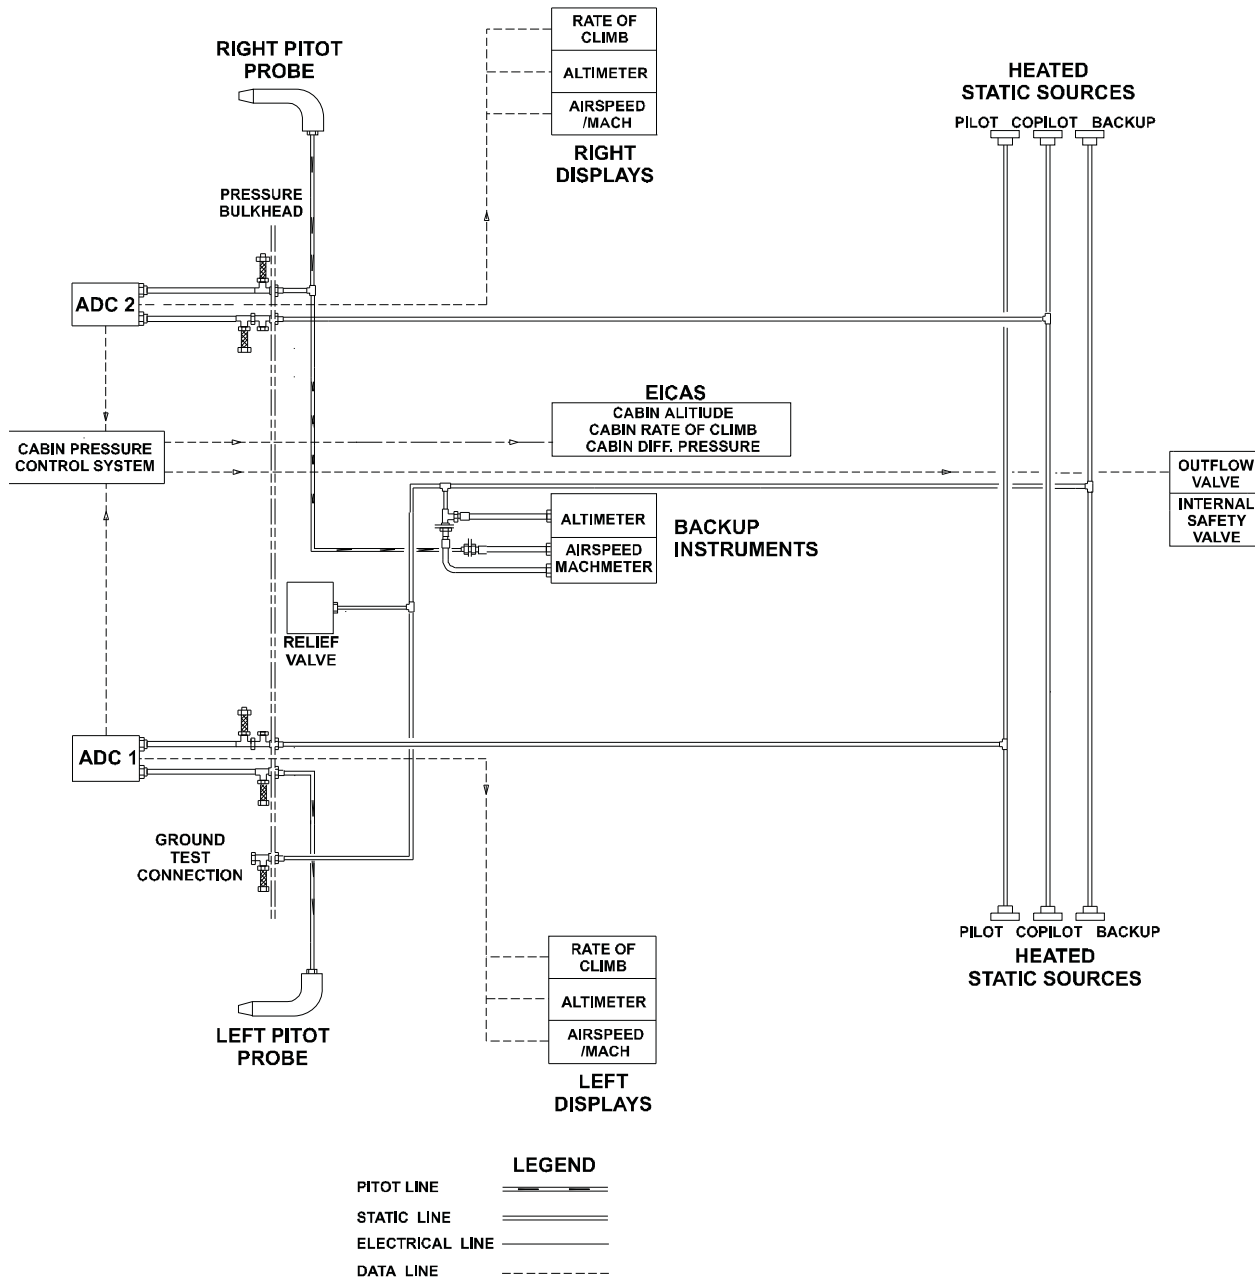 RIGHT PITOT
PROBE
RATE OF
CLIMB
ALTIMETER
AIRSPEED
/MACH
RIGHT
DISPLAYS
HEATED
STATIC SOURCES
PILOT COPILOT BACKUP
PRESSURE
BULKHEAD
ADC 2
EICAS
CABIN ALITIUDE
CABIN RATE OF CLIMB
CABIN DIFF. PRESSURE
CABIN PRESSURE
CONTROL SYSTEM
OUTFLOW
VALVE
INTERNAL
SAFETY
VALVE
ALTIMETER
AIRSPEED
MACHMETER
BACKUP
INSTRUMENTS
RELIEF
VALVE
ADC 1
GROUND
TEST
CONNECTION
PILOT COPILOT BACKUP
HEATED
STATIC SOURCES
RATE OF
CLIMB
ALTIMETER
AIRSPEED
/MACH
LEFT
DISPLAYS
LEFT PITOT
PROBE
LEGEND
PITOT LINE
STATIC LINE
ELECTRICAL LINE
DATA LINE